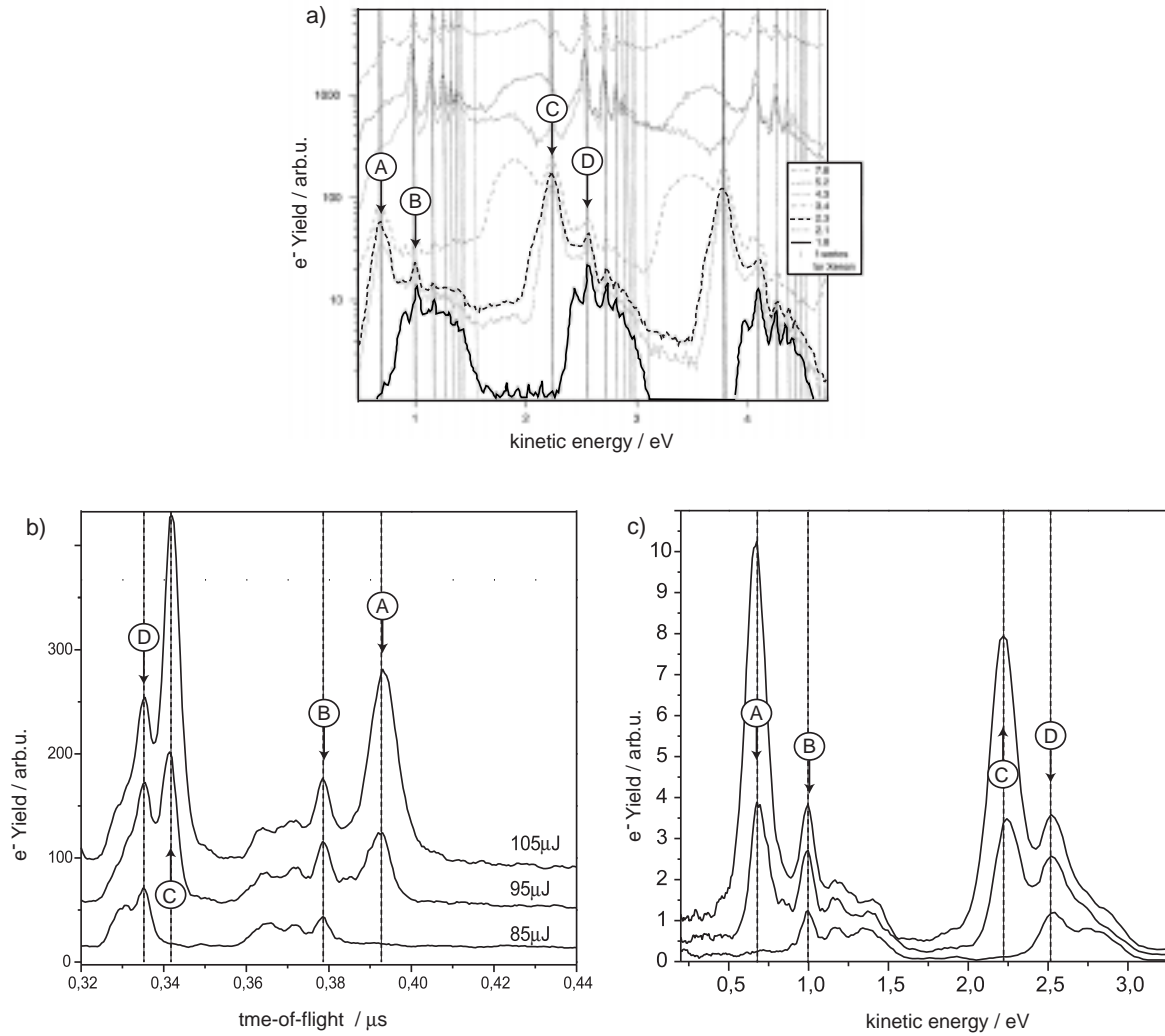 a)
e⁻ Yield / arb.u.
1000
100
10
A
B
C
D
7.8
5.2
4.3
3.4
2.3
2.1
1.8
for Xenon
1
2
3
4
kinetic energy / eV
b)
e⁻ Yield / arb.u.
300
200
100
0
D
C
B
A
105µJ
95µJ
85µJ
0,32
0,34
0,36
0,38
0,40
0,42
0,44
tme-of-flight / µs
c)
e⁻ Yield / arb.u.
10
9
8
7
6
5
4
3
2
1
0
A
B
C
D
0,5
1,0
1,5
2,0
2,5
3,0
kinetic energy / eV